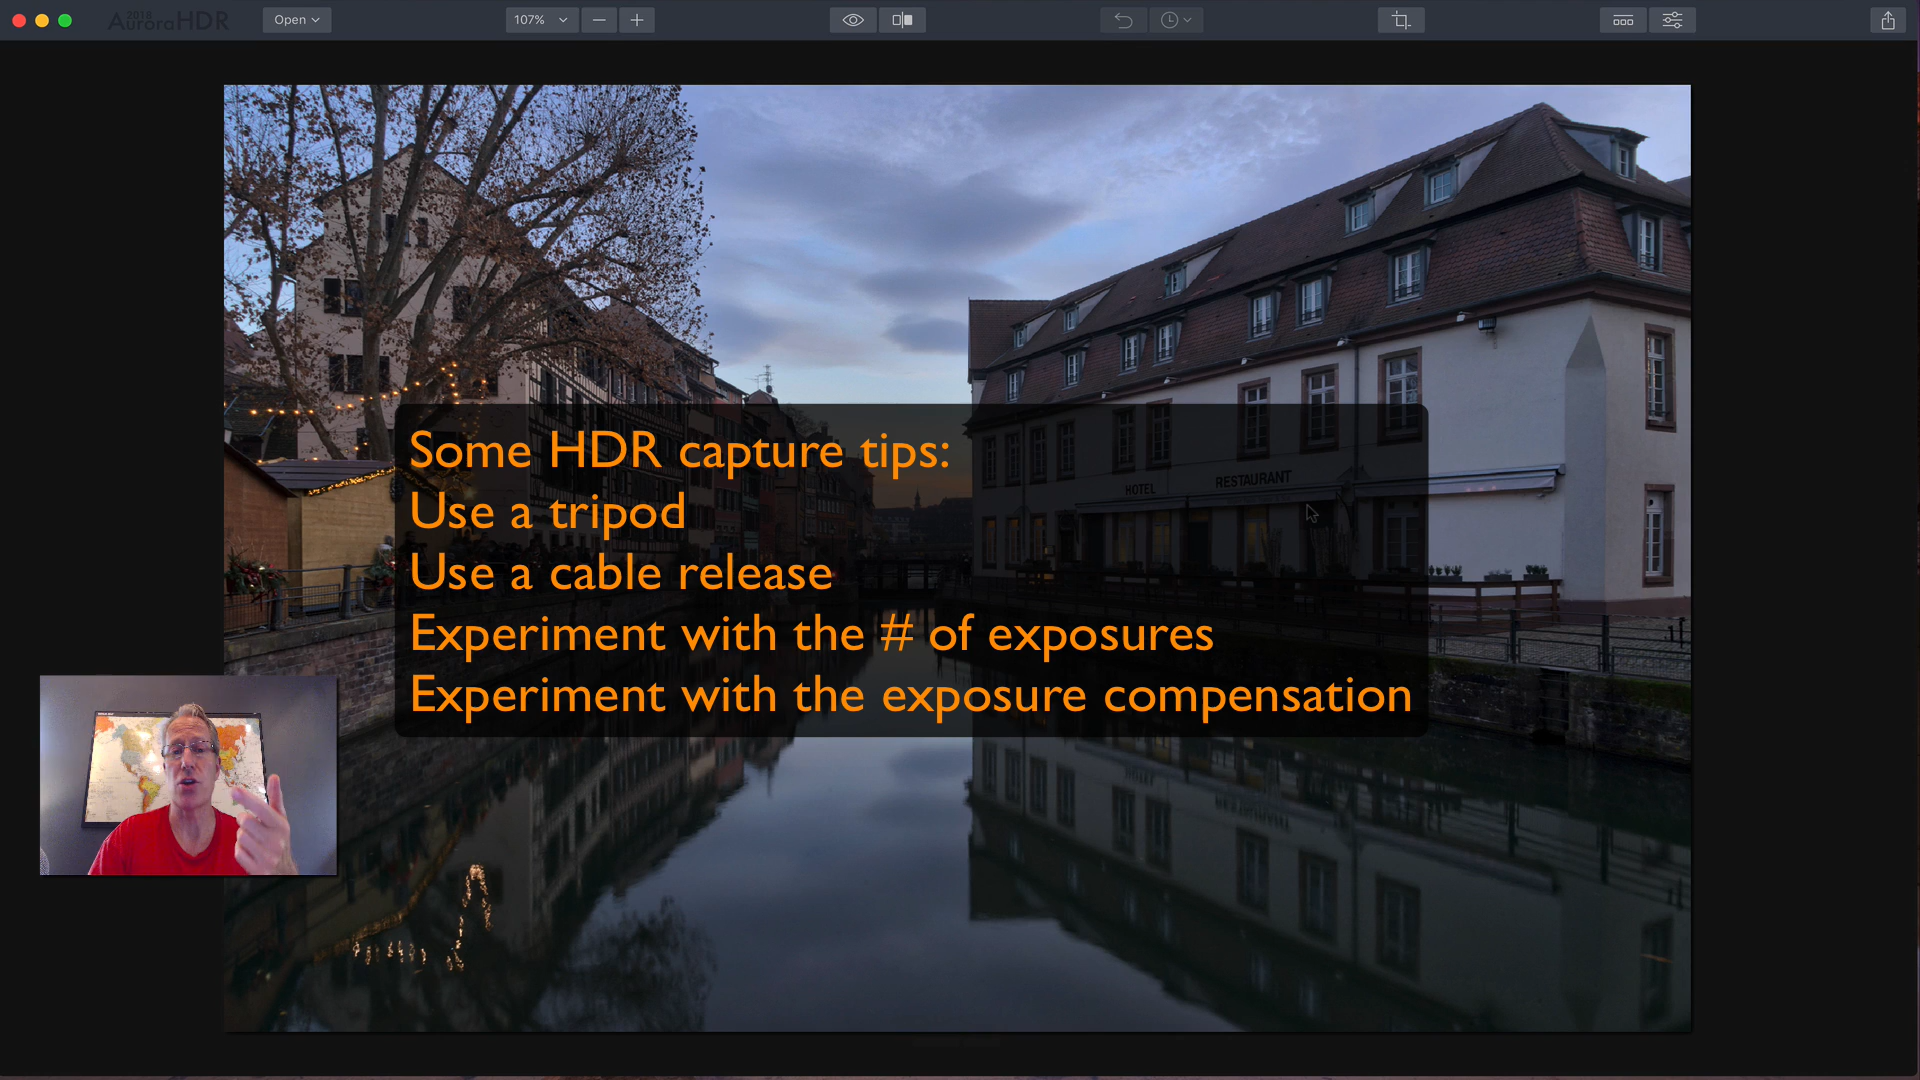 2018
AuroraHDR
Open
107%
Some HDR capture tips:
Use a tripod
Use a cable release
Experiment with the # of exposures
Experiment with the exposure compensation
HOTEL
RESTAURANT